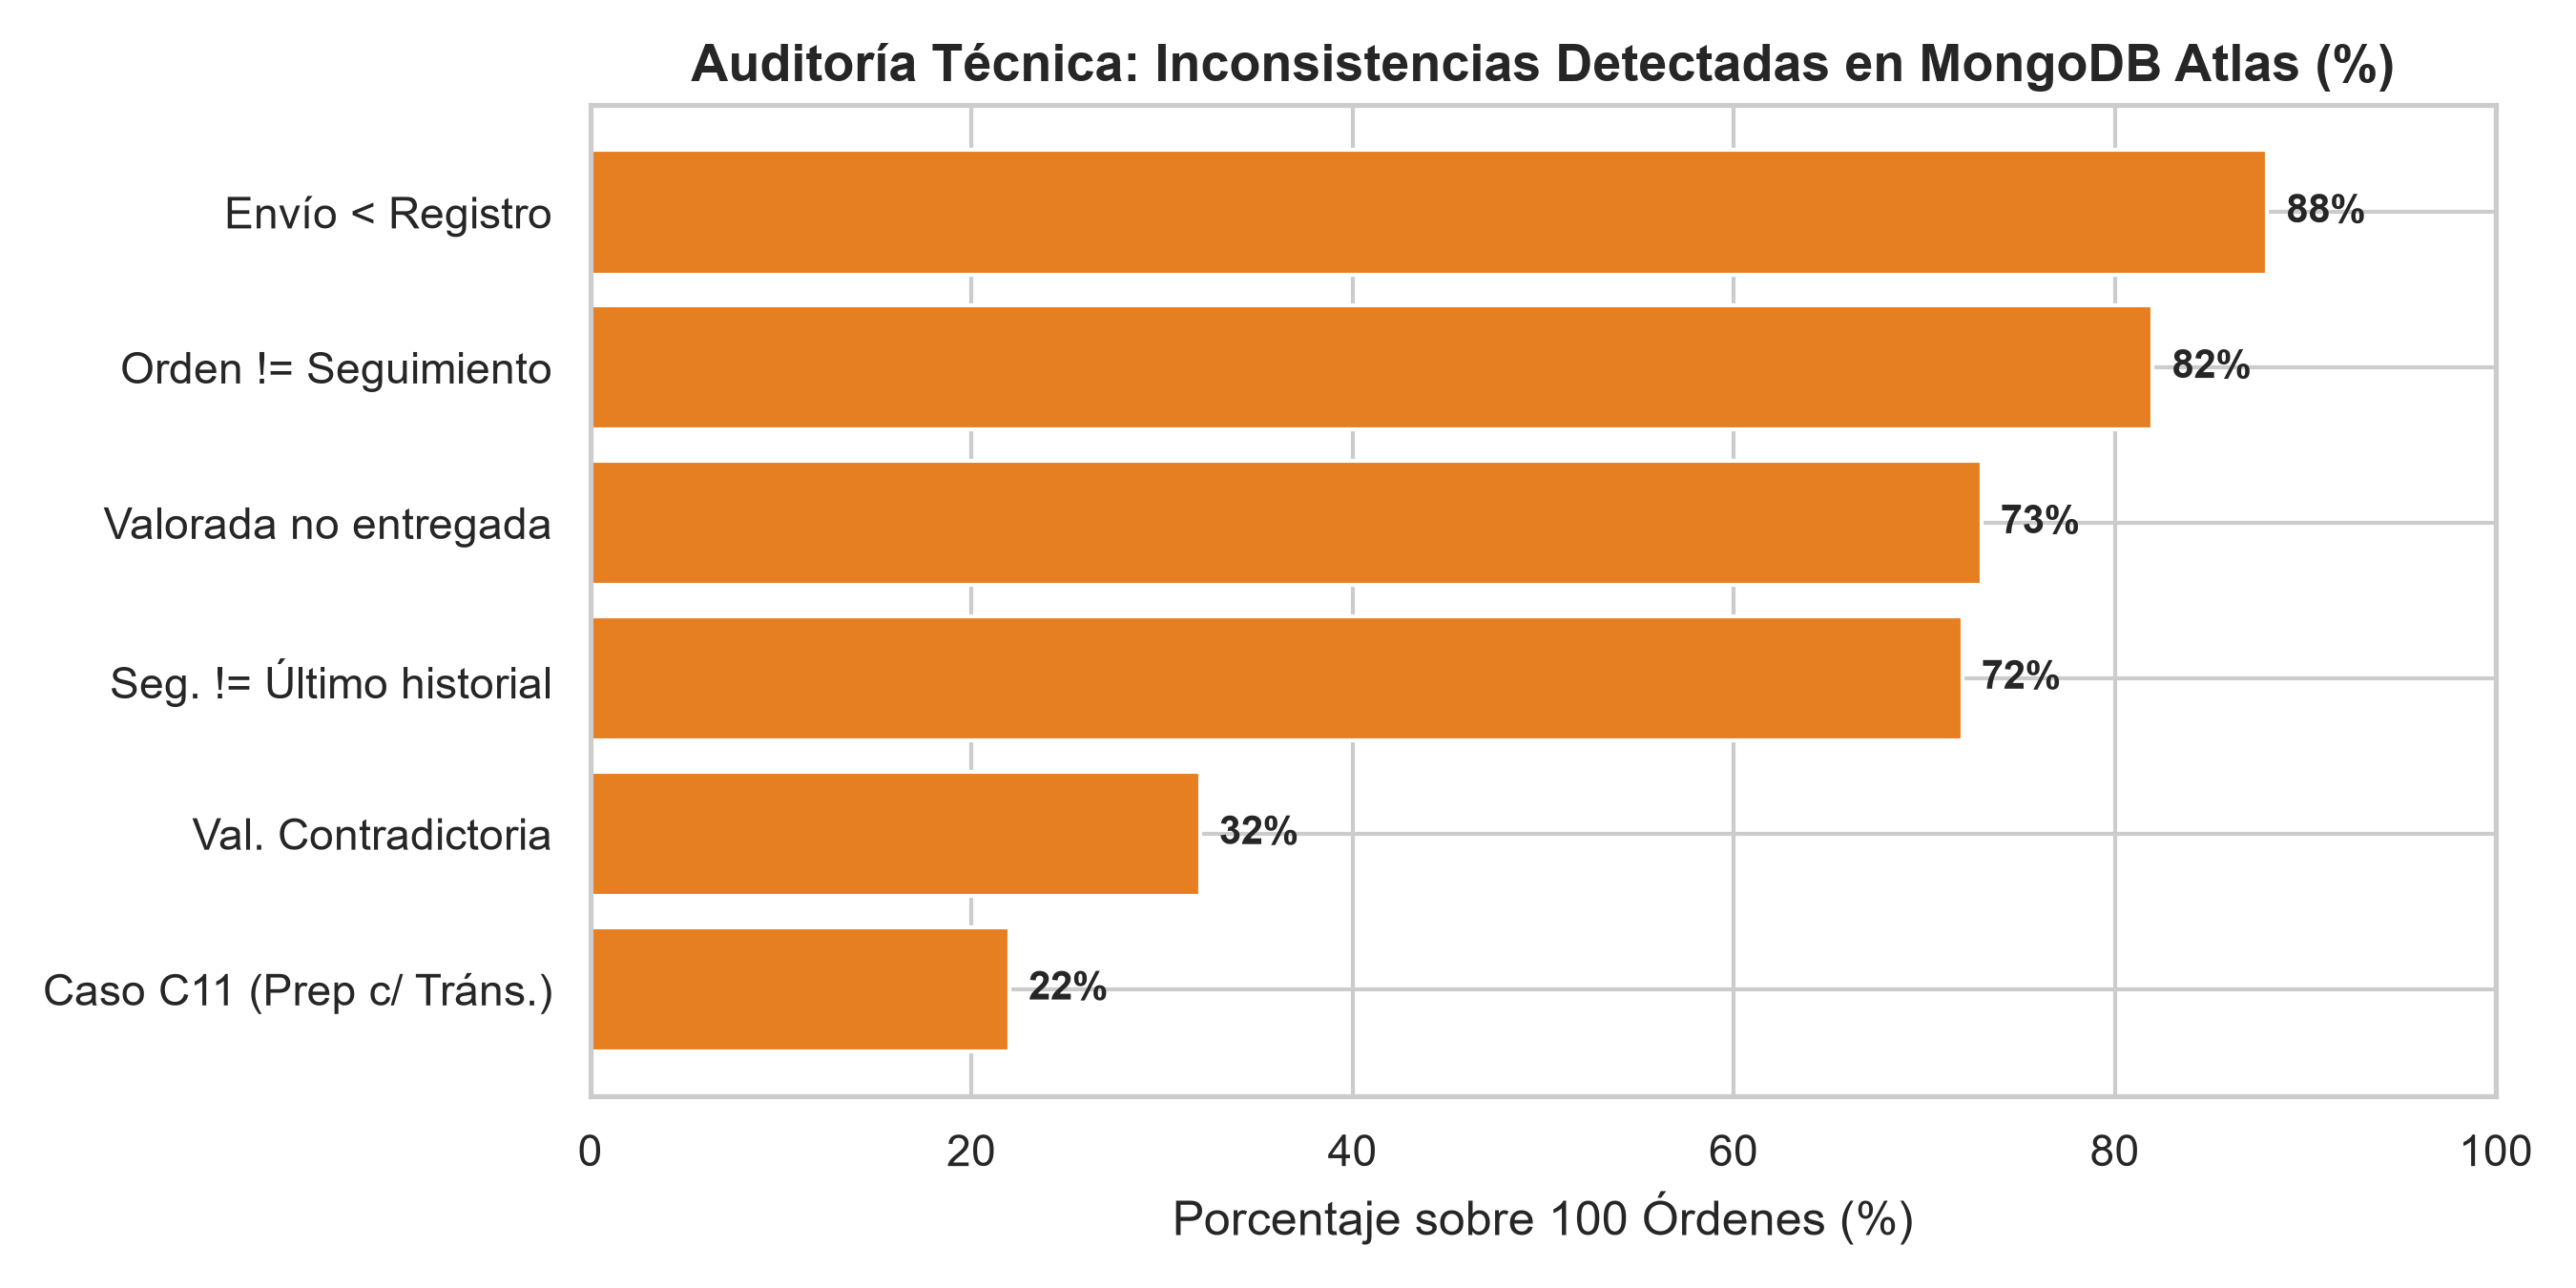 Auditoría Técnica: Inconsistencias Detectadas en MongoDB Atlas (%)
Envío < Registro
88%
Orden != Seguimiento
82%
Valorada no entregada
73%
Seg. != Último historial
72%
Val. Contradictoria
32%
Caso C11 (Prep c/ Tráns.)
22%
0 20 40 60 80 100
Porcentaje sobre 100 Órdenes (%)